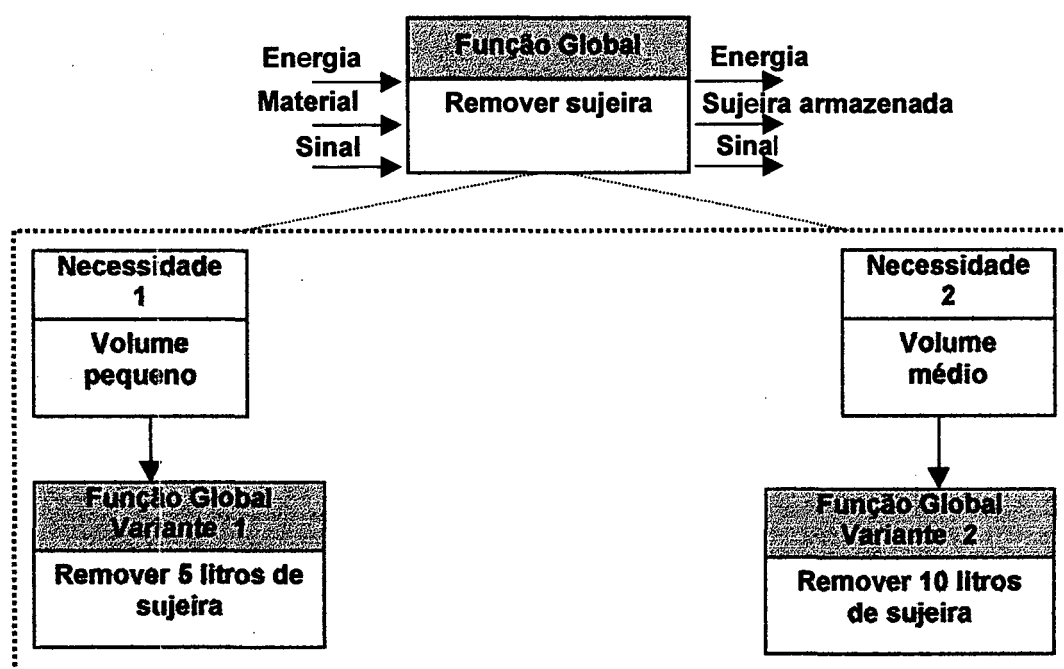 Função Global
Energia
Material
Sinal
Remover sujeira
Energia
Sujeira armazenada
Sinal
Necessidade
1
Volume
pequeno
Função Global
Variante 1
Remover 5 litros de
sujeira
Necessidade
2
Volume
médio
Função Global
Variante 2
Remover 10 litros
de sujeira